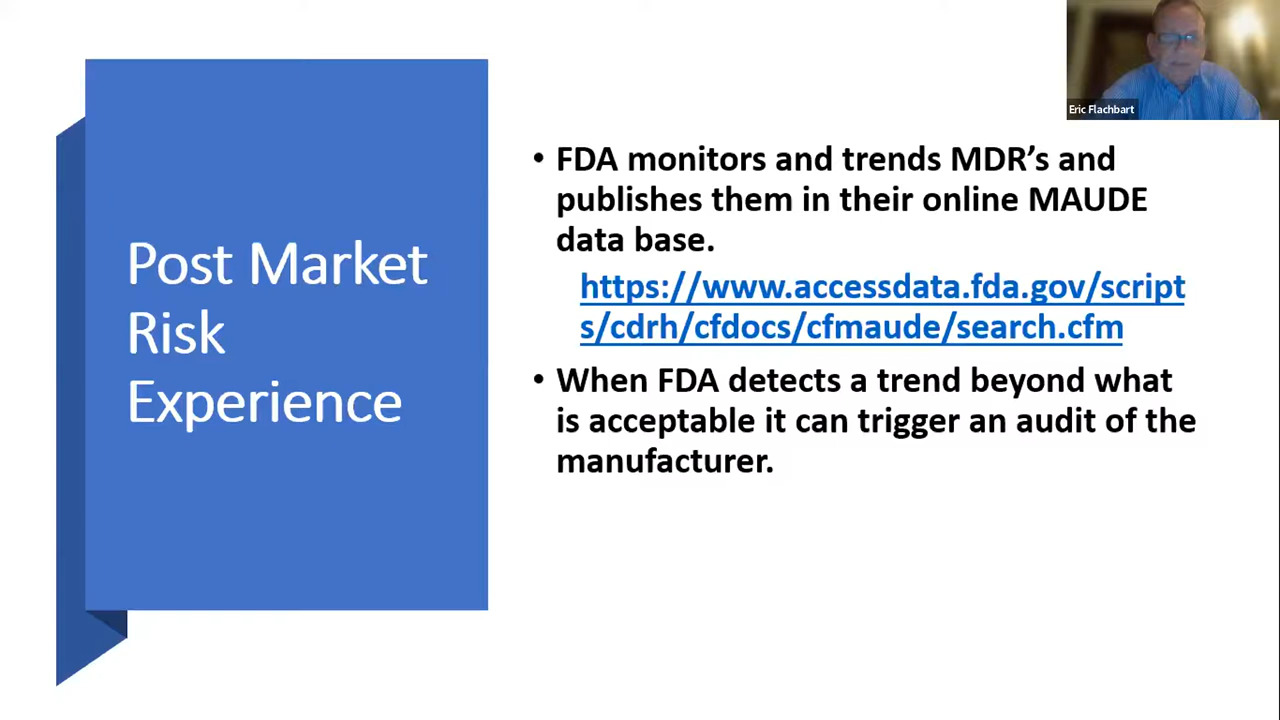 Eric Flachbart
Post Market
Risk
Experience
• FDA monitors and trends MDR's and
publishes them in their online MAUDE
data base.
https://www.accessdata.fda.gov/script
s/cdrh/cfdocs/cfmaude/search.cfm
• When FDA detects a trend beyond what
is acceptable it can trigger an audit of the
manufacturer.